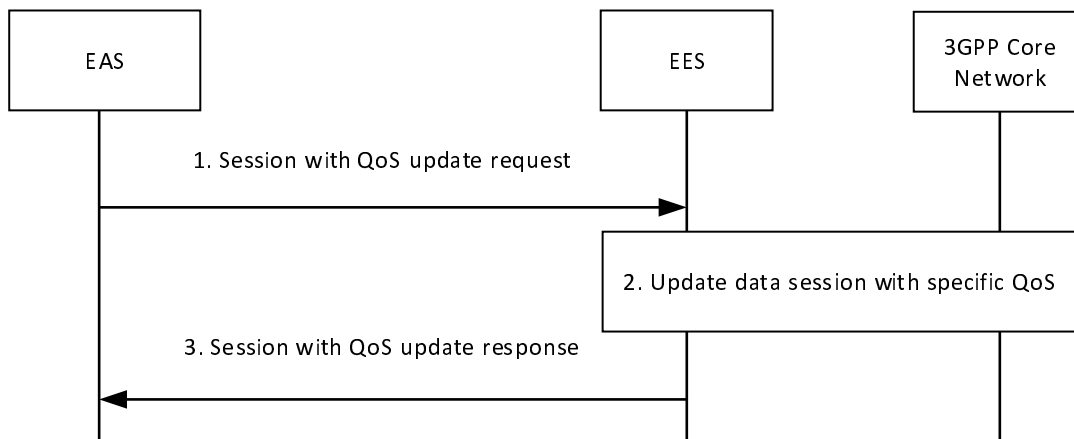 EAS
EES
3GPP Core
Network
1. Session with QoS update request
2. Update data session with specific QoS
3. Session with QoS update response